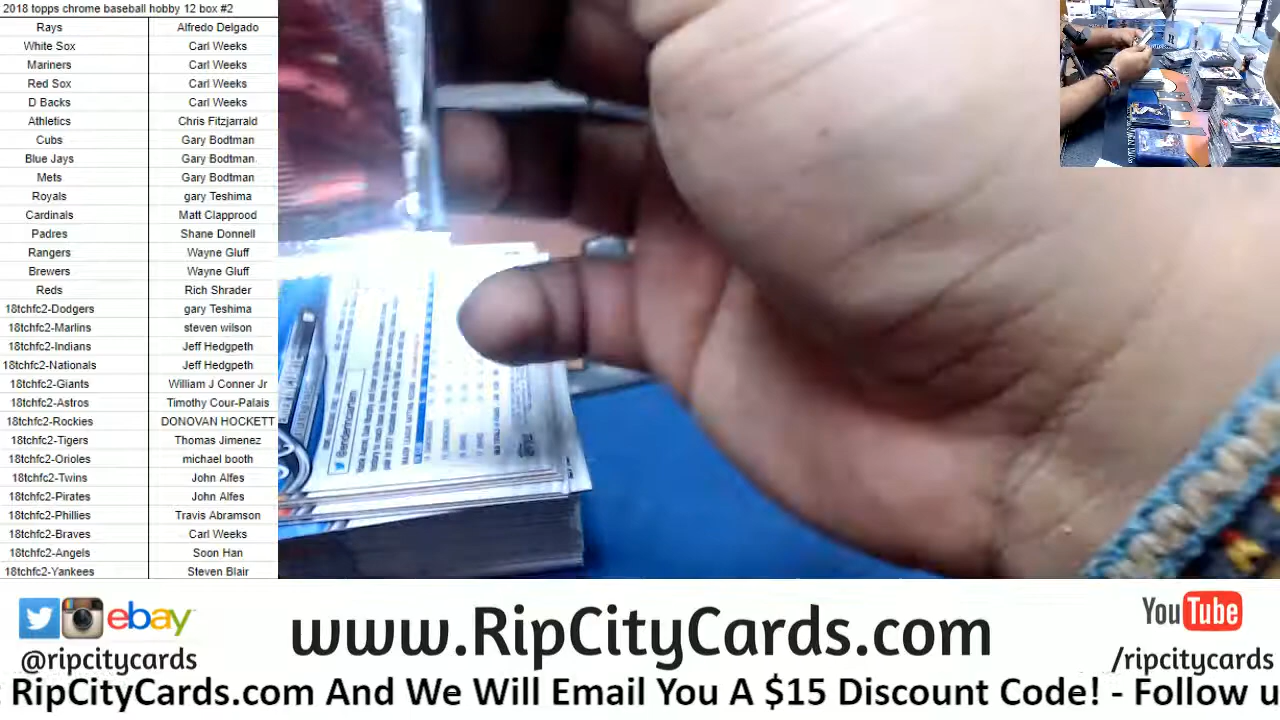 2018 topps chrome baseball hobby 12 box #2
Rays Alfredo Delgado
White Sox Carl Weeks
Mariners Carl Weeks
Red Sox Carl Weeks
D Backs Carl Weeks
Athletics Chris Fitzjarrald
Cubs Gary Bodtman
Blue Jays Gary Bodtman
Mets Gary Bodtman
Royals gary Teshima
Cardinals Matt Clapprood
Padres Shane Donnell
Rangers Wayne Gluff
Brewers Wayne Gluff
Reds Rich Shrader
18tchfc2-Dodgers gary Teshima
18tchfc2-Marlins steven wilson
18tchfc2-Indians Jeff Hedgpeth
18tchfc2-Nationals Jeff Hedgpeth
18tchfc2-Giants William J Conner Jr
18tchfc2-Astros Timothy Cour-Palais
18tchfc2-Rockies DONOVAN HOCKETT
18tchfc2-Tigers Thomas Jimenez
18tchfc2-Orioles michael booth
18tchfc2-Twins John Alfes
18tchfc2-Pirates John Alfes
18tchfc2-Phillies Travis Abramson
18tchfc2-Braves Carl Weeks
18tchfc2-Angels Soon Han
18tchfc2-Yankees Steven Blair
ebay
@ripcitycards
www.RipCityCards.com
YouTube
/ripcitycards
: RipCityCards.com And We Will Email You A $15 Discount Code! - Follow u